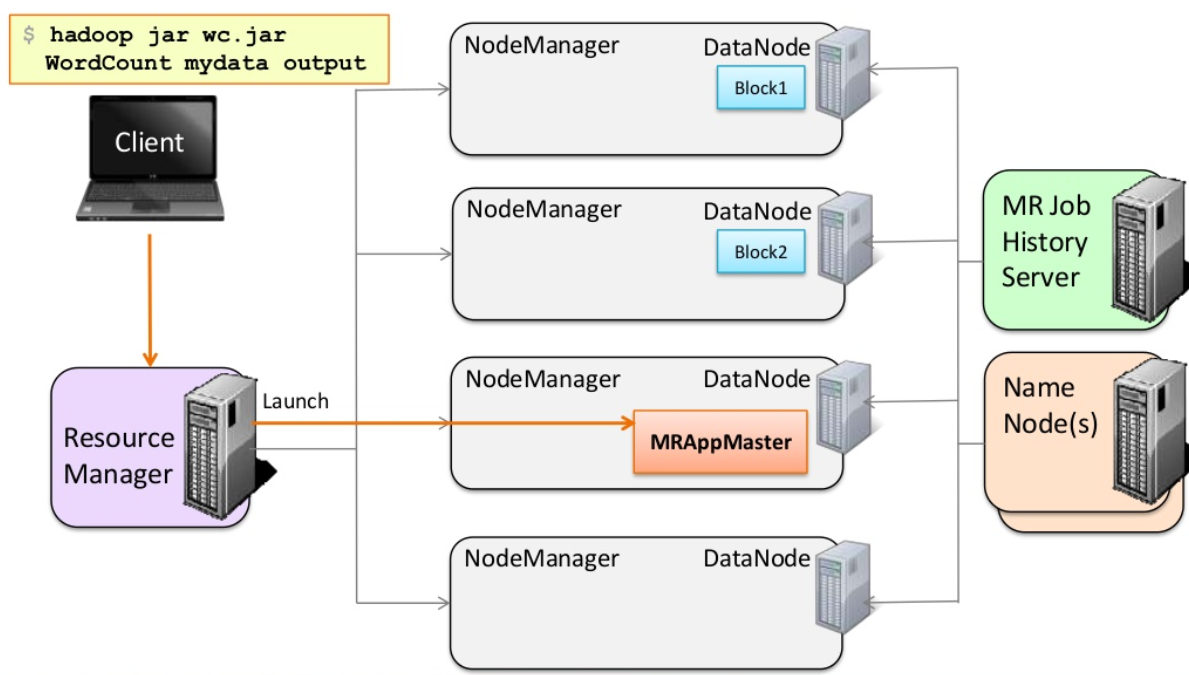 $ hadoop jar wc.jar
WordCount mydata output
Client
Resource
Manager
Launch
NodeManager
DataNode
Block1
NodeManager
DataNode
Block2
NodeManager
DataNode
MRAppMaster
NodeManager
DataNode
MR Job
History
Server
Name
Node(s)